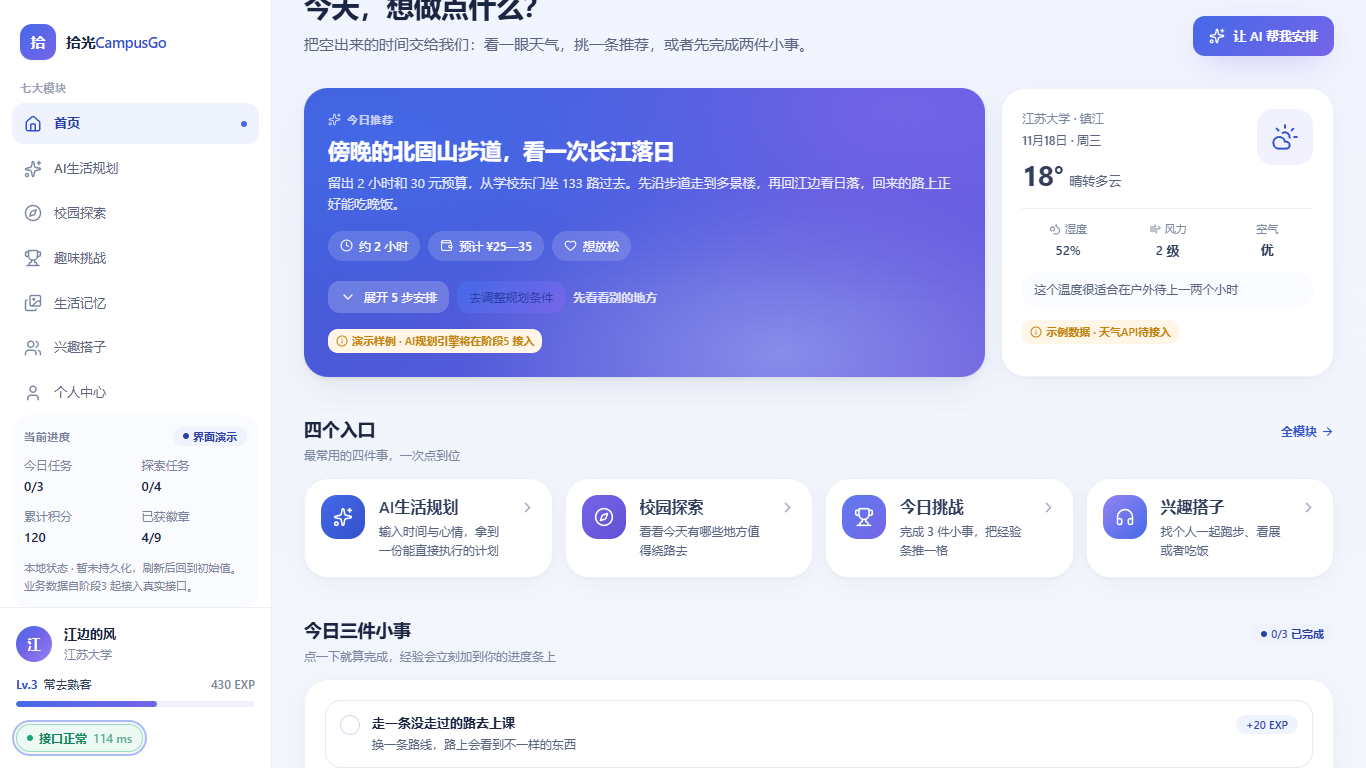 拾
拾光CampusGo
七大模块
首页
AI生活规划
校园探索
趣味挑战
生活记忆
兴趣搭子
个人中心
当前进度
界面演示
今日任务
探索任务
0/3
0/4
累计积分
已获徽章
120
4/9
本地状态 · 暂未持久化，刷新后回到初始值。
业务数据自阶段3 起接入真实接口。
江
江边的风
江苏大学
Lv.3 常去熟客
430 EXP
接口正常 114 ms
今天，想做点什么？
把空出来的时间交给我们：看一眼天气，挑一条推荐，或者先完成两件小事。
让 AI 帮我安排
今日推荐
傍晚的北固山步道，看一次长江落日
留出 2 小时和 30 元预算，从学校东门坐 133 路过去。先沿步道走到多景楼，再回江边看日落，回来的路上正
好能吃晚饭。
约 2 小时
预计 ¥25—35
想放松
展开 5 步安排
去调整规划条件
先看看别的地方
演示样例 · AI规划引擎将在阶段5 接入
江苏大学 · 镇江
11月18日 · 周三
18° 晴转多云
湿度
风力
空气
52%
2 级
优
这个温度很适合在户外待上一两个小时
示例数据 · 天气API待接入
四个入口
最常用的四件事，一次点到位
全模块
AI生活规划
输入时间与心情，拿到
一份能直接执行的计划
校园探索
看看今天有哪些地方值
得绕路去
今日挑战
完成 3 件小事，把经验
条推一格
兴趣搭子
找个人一起跑步、看展
或者吃饭
今日三件小事
点一下就算完成，经验会立刻加到你的进度条上
0/3 已完成
走一条没走过的路去上课
换一条路线，路上会看到不一样的东西
+20 EXP